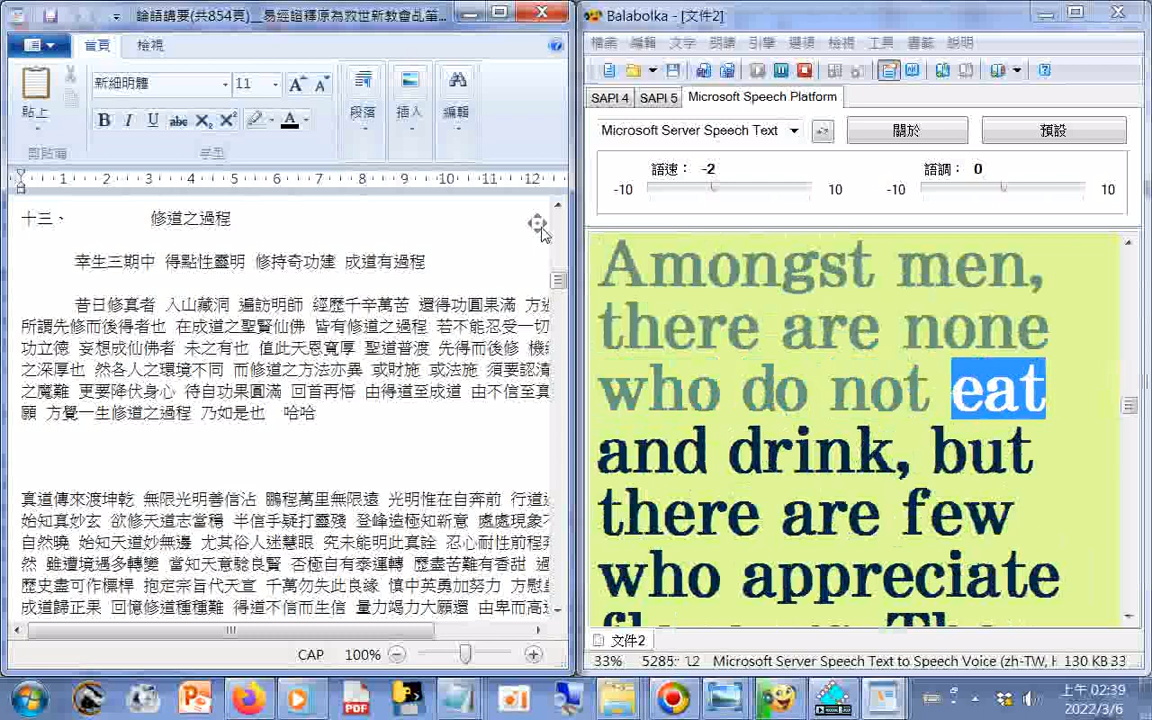 論語講要(共854頁)__易經證釋原為救世新教會乩筆...
首頁
檢視
貼上
剪貼簿
新細明體
11
字型
段落
插入
編輯
1 2 3 4 5 6 7 8 9 10 11 12
十三、 修道之過程
幸生三期中 得點性靈明 修持奇功建 成道有過程
昔日修真者 入山藏洞 遍訪明師 經歷千辛萬苦 還得功圓果滿 方
所謂先修而後得者也 在成道之聖賢仙佛 皆有修道之過程 若不能忍受一切
功立德 妄想成仙佛者 未之有也 值此天恩寬厚 聖道普渡 先得而後修 機
之深厚也 然各人之環境不同 而修道之方法亦異 或財施 或法施 須要認清
之魔難 更要降伏身心 待自功果圓滿 回首再悟 由得道至成道 由不信至真
願 方覺一生修道之過程 乃如是也 哈哈
真道傳來渡坤乾 無限光明善信沾 鵬程萬里無限遠 光明惟在自奔前 行道
始知真妙玄 欲修天道志當穩 半信乎疑打靈殘 登峰造極知新意 處處現象
自然曉 始知天道妙無邊 尤其俗人迷慧眼 究未能明此真詮 忍心耐性前程
然 雖遭境遇多轉變 當知天意驗良賢 否極自有泰運轉 歷盡苦難有香甜
歷史盡可作標桿 抱定宗旨代天宣 千萬勿失此良緣 慎中英勇加努力 方慰
成道歸正果 回憶修道種種難 得道不信而生信 量力竭力大願還 由卑而高
CAP 100%
Balabolka - [文件2]
檔案 編輯 文字 朗讀 引擎 選項 檢視 工具 書籤 說明
SAPI 4 SAPI 5 Microsoft Speech Platform
Microsoft Server Speech Text
關於
預設
語速： -2
語調： 0
-10 10 -10 10
Amongst men,
there are none
who do not eat
and drink, but
there are few
who appreciate
文件2
33% 5285: 12 Microsoft Server Speech Text to Speech Voice (zh-TW, H 130 KB 33
上午 02:39
2022/3/6